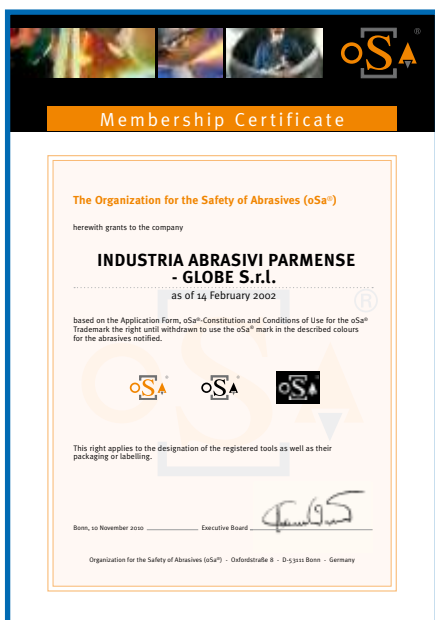 oSa®
Membership Certificate
The Organization for the Safety of Abrasives (oSa®)
herewith grants to the company
INDUSTRIA ABRASIVI PARMENSE
- GLOBE S.r.l.
as of 14 February 2002
based on the Application Form, oSa®-Constitution and Conditions of Use for the oSa®
Trademark the right until withdrawn to use the oSa® mark in the described colours
for the abrasives notified.
oSa® oSa® oSa®
This right applies to the designation of the registered tools as well as their
packaging or labelling.
Bonn, 10 November 2010 Executive Board
Organization for the Safety of Abrasives (oSa®) - Oxfordstraße 8 - D-53111 Bonn - Germany